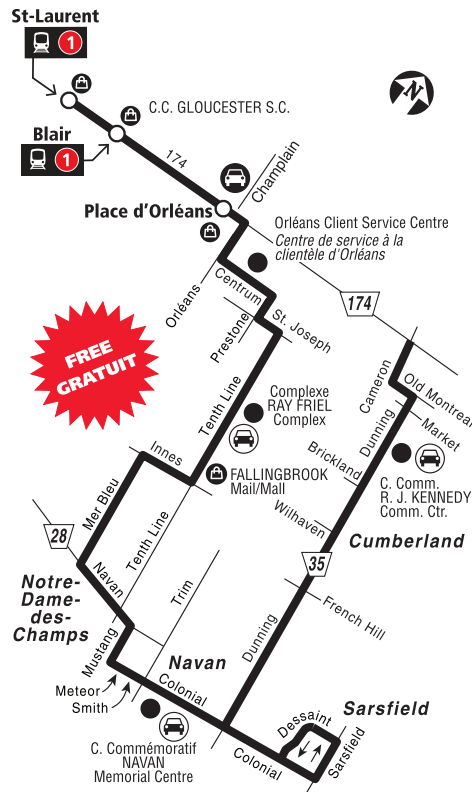 St-Laurent
1
C.C. GLOUCESTER S.C.
Blair
1
174
N
Champlain
Place d'Orléans
Orléans Client Service Centre
Centre de service à la
clientèle d'Orléans
Orléans
Centrum
174
Prestone
St. Joseph
FREE
GRATUIT
Tenth Line
Cameron
Old Montreal
Complexe
RAY FRIEL
Complex
Dunning
Market
Innes
Brickland
FALLINGBROOK
Mail/Mall
C. Comm.
R. J. KENNEDY
Comm. Ctr.
Mer Bleu
Wilhaven
28
Tenth Line
Cumberland
35
Navan
Trim
Notre-
Dame-
des-
Champs
French Hill
Mustang
Dunning
Navan
Meteor
Smith
Colonial
Sarsfield
Dessaint
C. Commémoratif
NAVAN
Memorial Centre
Colonial
Sarsfield